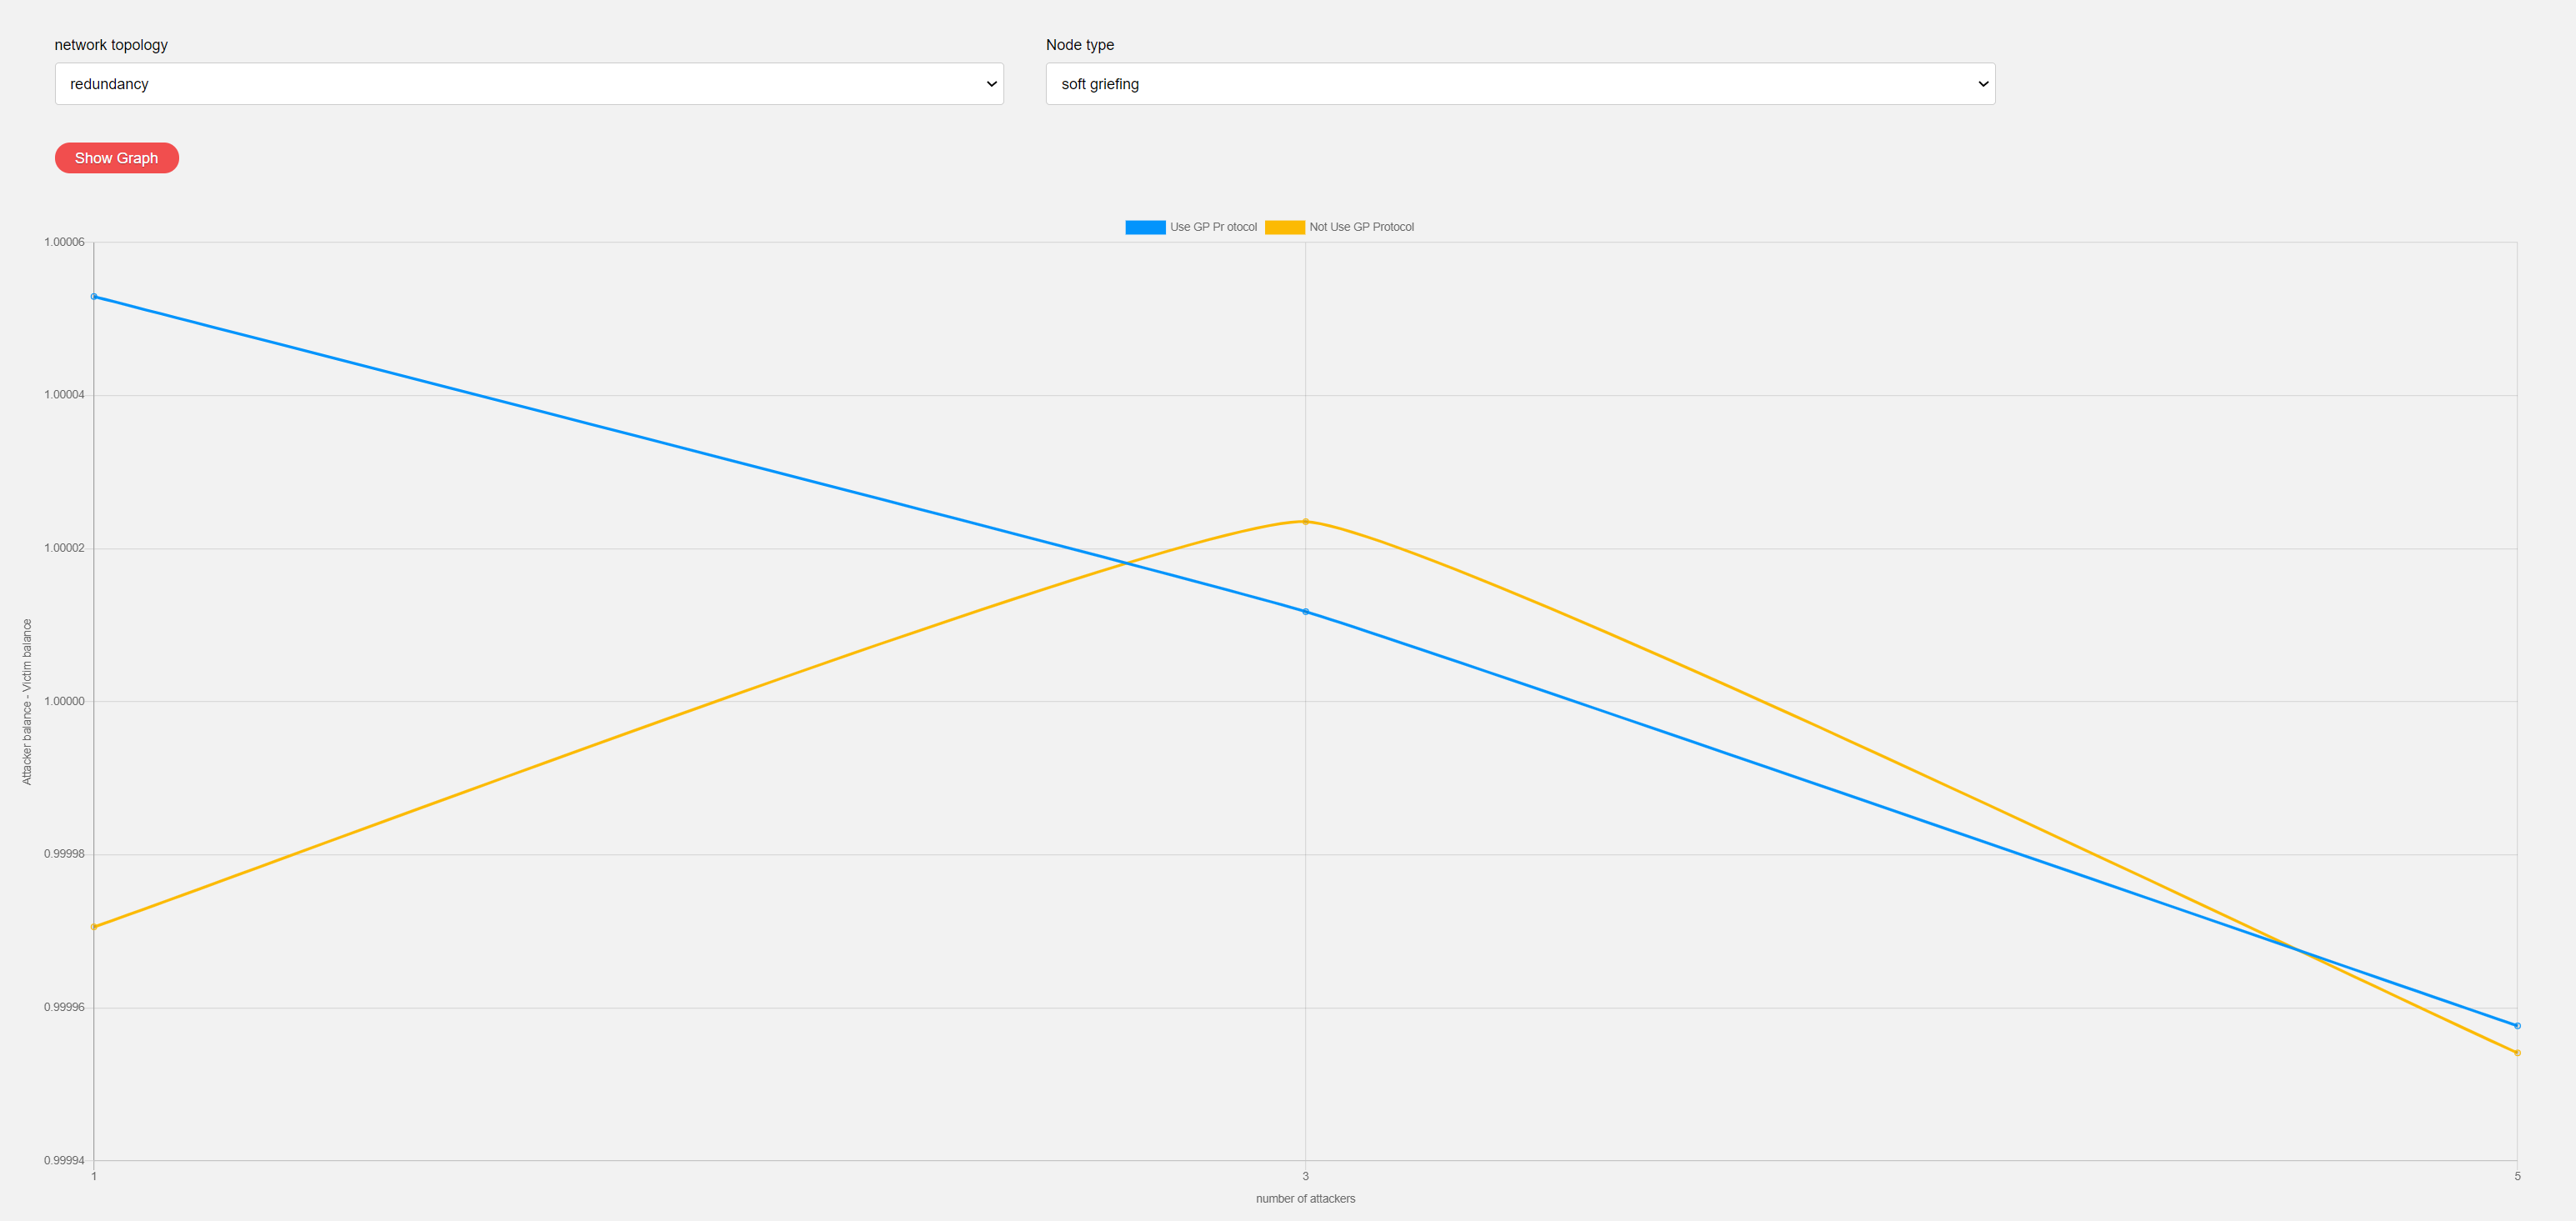 network topology
Node type
redundancy
soft griefing
Show Graph
Use GP Pr otocol
Not Use GP Protocol
1.00006
1.00004
1.00002
1.00000
0.99998
0.99996
0.99994
Attacker balance - Victim balance
1
3
5
number of attackers